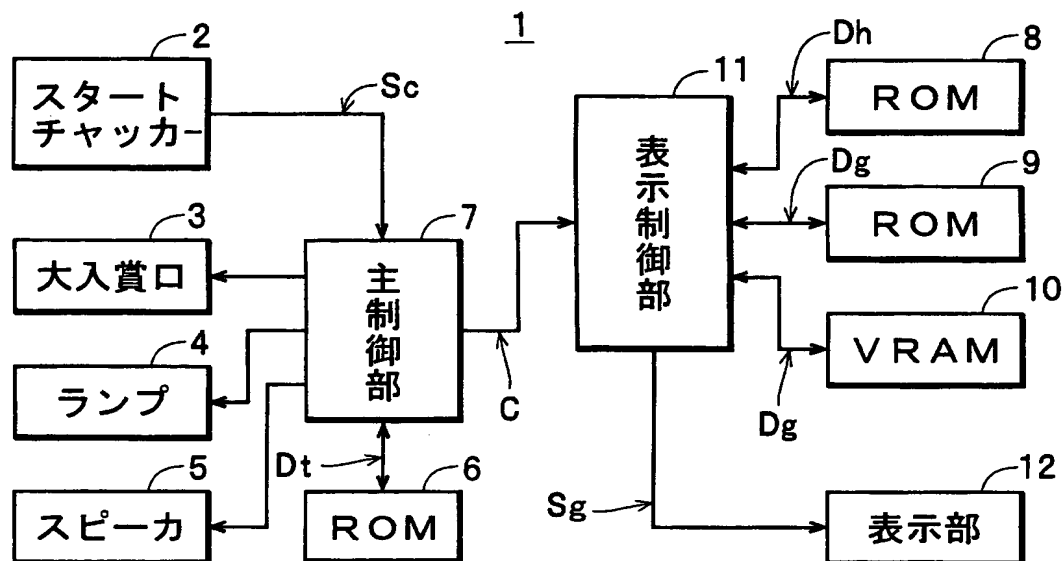 1
2
スタート
チャッカー
Sc
3
大入賞口
4
ランプ
5
スピーカ
7
主制御部
Dt
6
ROM
C
11
表示制御部
Dh
8
ROM
Dg
9
ROM
10
VRAM
Dg
Sg
12
表示部